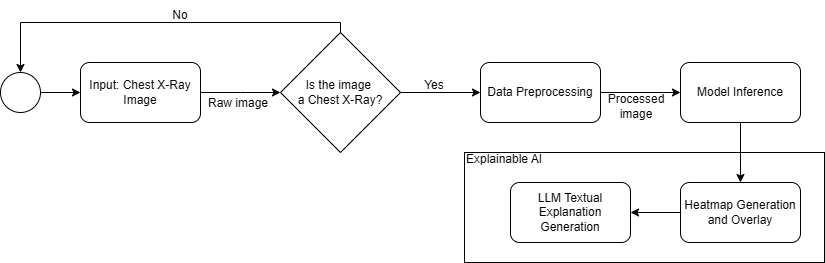 No
Input: Chest X-Ray
Image
Raw image
Is the image
a Chest X-Ray?
Yes
Data Preprocessing
Processed
image
Model Inference
Explainable AI
LLM Textual
Explanation
Generation
Heatmap Generation
and Overlay